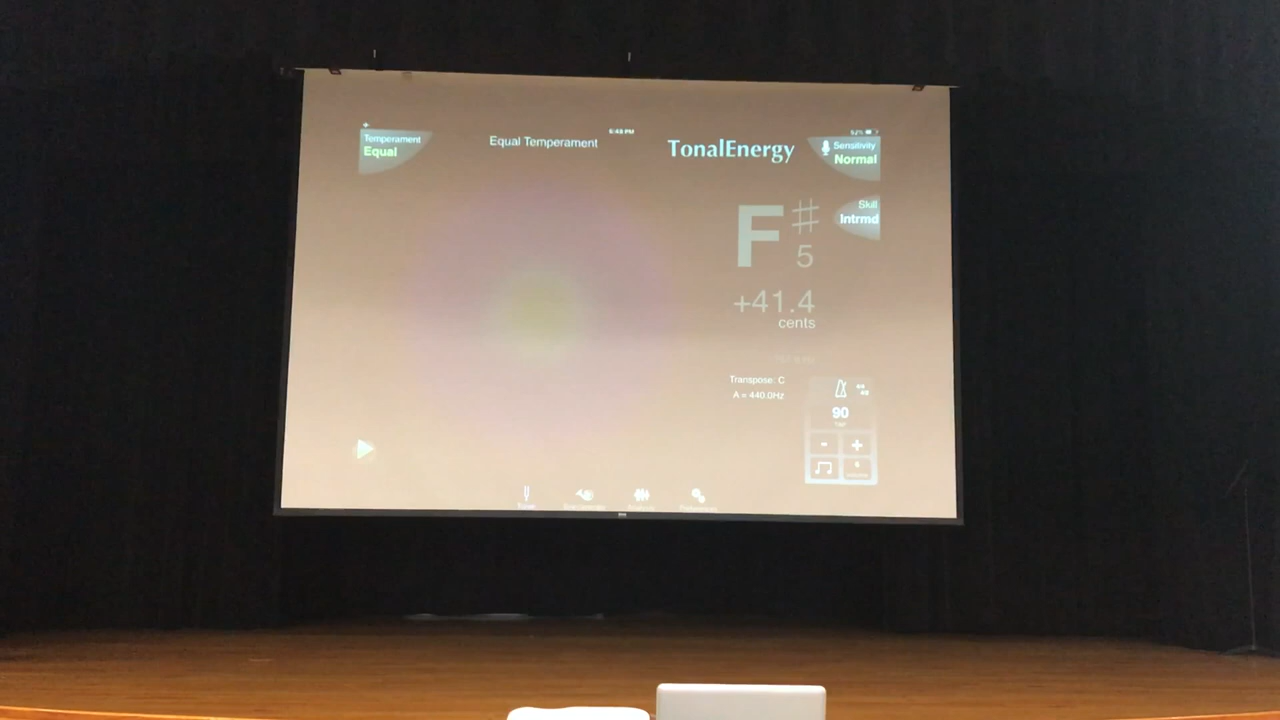 6:43 PM
52%
Temperament
Equal
Equal Temperament
TonalEnergy
Sensitivity
Normal
Skill
Intrmd
F♯
5
+41.4
cents
Transpose: C
A = 440.0Hz
90
- +